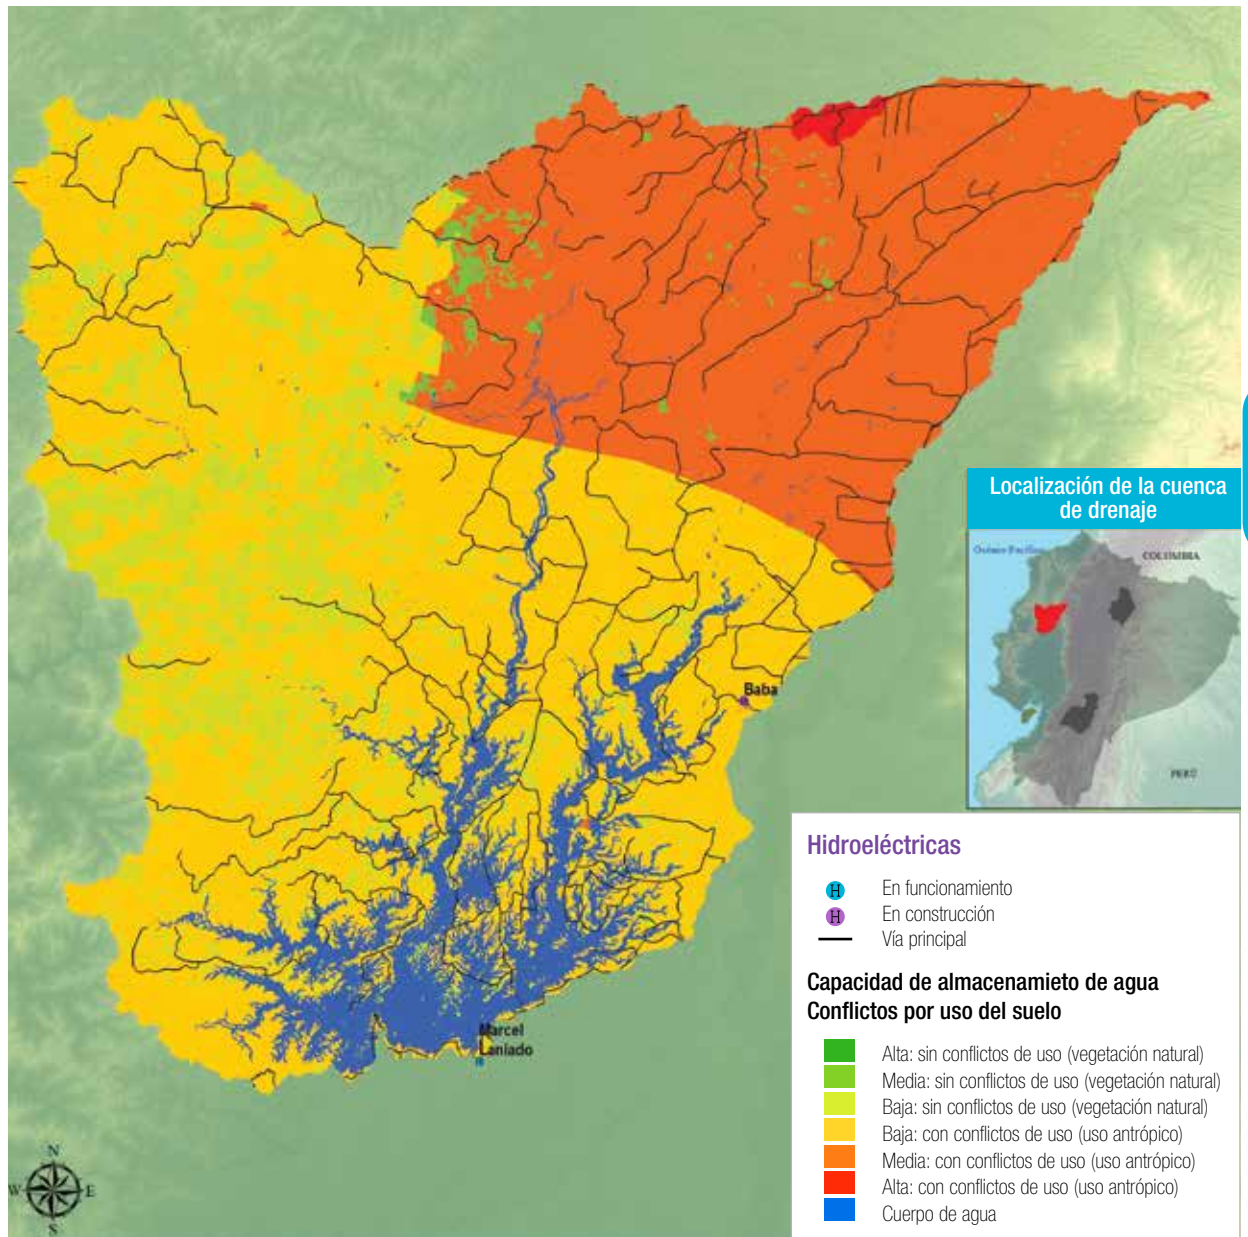 Localización de la cuenca
de drenaje
Océano Pacífico
COLOMBIA
PERÚ
Baba
Marcel
Laniado
N
W
E
S
Hidroeléctricas
H En funcionamiento
H En construcción
Vía principal
Capacidad de almacenamieto de agua
Conflictos por uso del suelo
Alta: sin conflictos de uso (vegetación natural)
Media: sin conflictos de uso (vegetación natural)
Baja: sin conflictos de uso (vegetación natural)
Baja: con conflictos de uso (uso antrópico)
Media: con conflictos de uso (uso antrópico)
Alta: con conflictos de uso (uso antrópico)
Cuerpo de agua